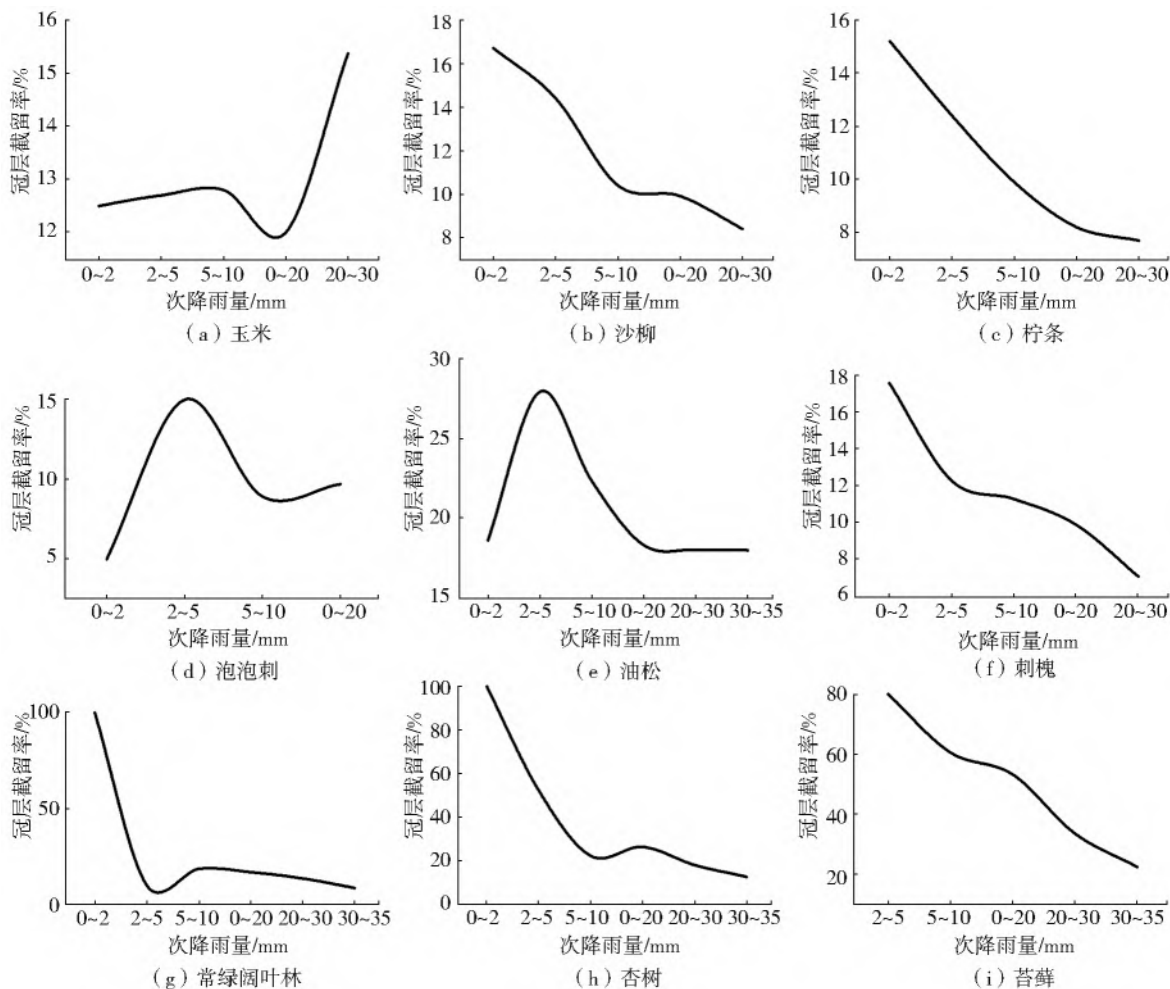 冠层截留率/%
16
15
14
13
12
0~2 2~5 5~10 0~20 20~30
次降雨量/mm
(a)玉米
冠层截留率/%
18
16
14
12
10
8
0~2 2~5 5~10 0~20 20~30
次降雨量/mm
(b)沙柳
冠层截留率/%
16
14
12
10
8
0~2 2~5 5~10 0~20 20~30
次降雨量/mm
(c)柠条
冠层截留率/%
15
10
5
0~2 2~5 5~10 0~20
次降雨量/mm
(d)泡泡刺
冠层截留率/%
30
25
20
15
0~2 2~5 5~10 0~20 20~30 30~35
次降雨量/mm
(e)油松
冠层截留率/%
18
16
14
12
10
8
6
0~2 2~5 5~10 0~20 20~30
次降雨量/mm
(f)刺槐
冠层截留率/%
100
50
0
0~2 2~5 5~10 0~20 20~30 30~35
次降雨量/mm
(g)常绿阔叶林
冠层截留率/%
100
80
60
40
20
0
0~2 2~5 5~10 0~20 20~30 30~35
次降雨量/mm
(h)杏树
冠层截留率/%
80
60
40
20
2~5 5~10 0~20 20~30 30~35
次降雨量/mm
(i)苔藓